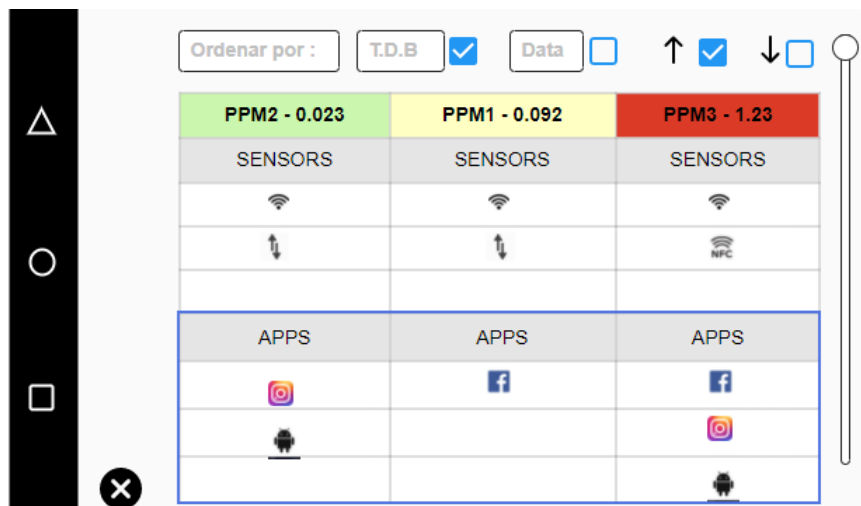 Ordenar por : T.D.B Data
PPM2 - 0.023 PPM1 - 0.092 PPM3 - 1.23
SENSORS SENSORS SENSORS
NFC
APPS APPS APPS